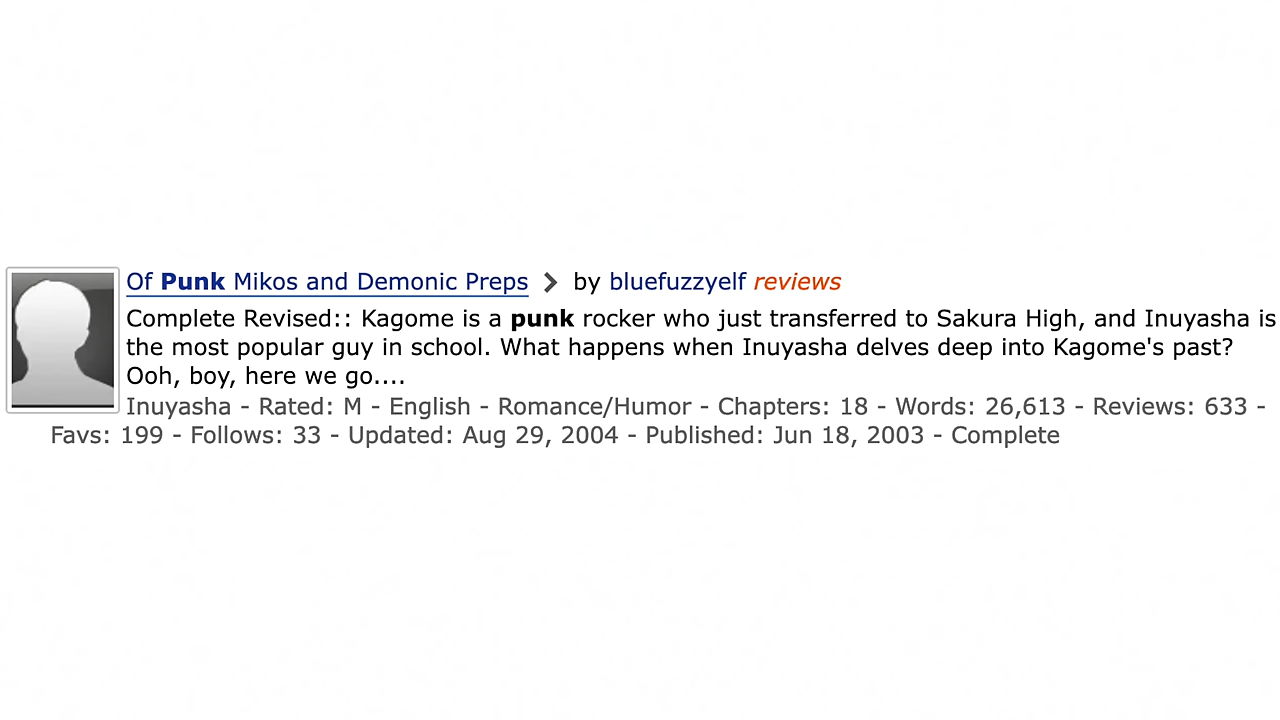 Of Punk Mikos and Demonic Preps > by bluefuzzyelf reviews
Complete Revised:: Kagome is a punk rocker who just transferred to Sakura High, and Inuyasha is
the most popular guy in school. What happens when Inuyasha delves deep into Kagome's past?
Ooh, boy, here we go....
Inuyasha - Rated: M - English - Romance/Humor - Chapters: 18 - Words: 26,613 - Reviews: 633 -
Favs: 199 - Follows: 33 - Updated: Aug 29, 2004 - Published: Jun 18, 2003 - Complete